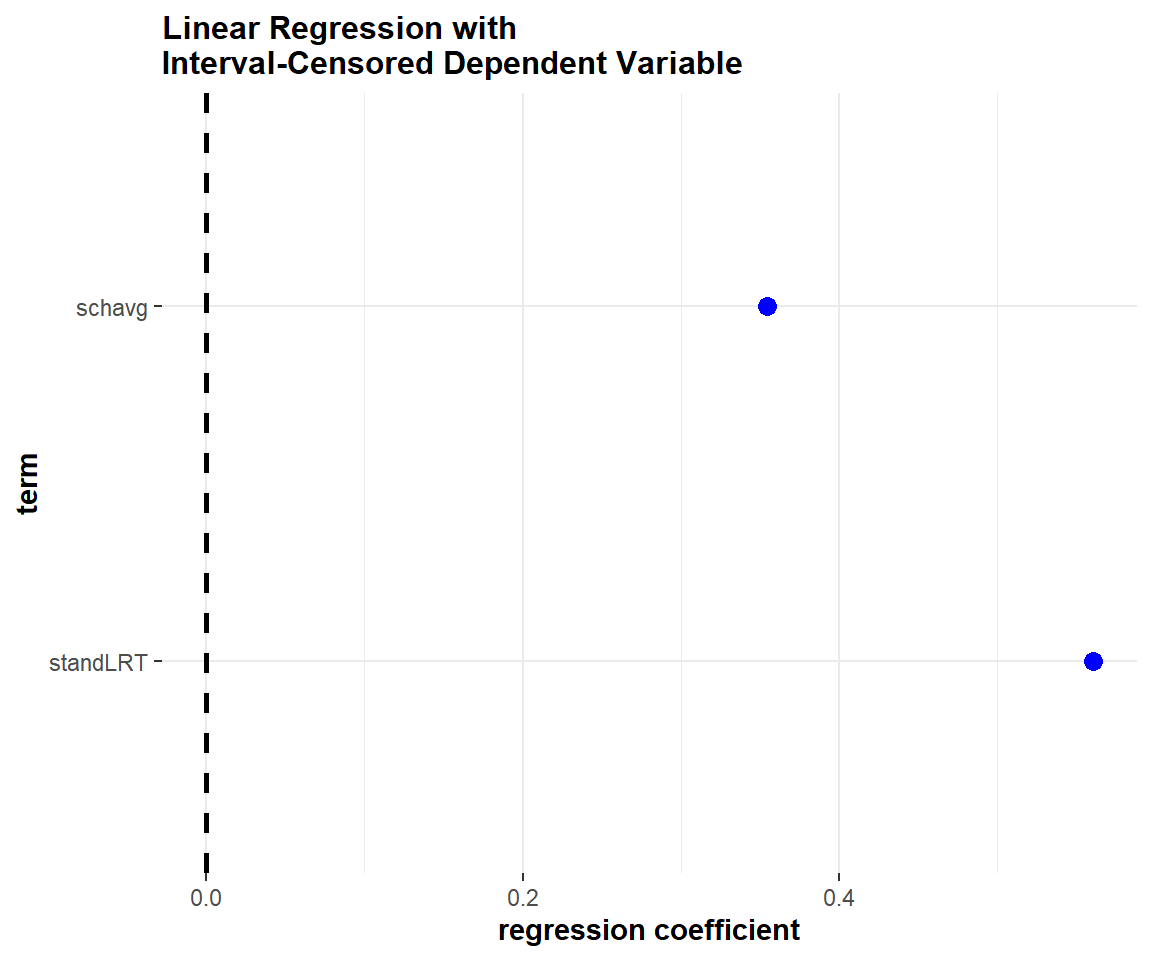 Linear Regression with
Interval-Censored Dependent Variable
term
schavg
standLRT
0.0 0.2 0.4
regression coefficient